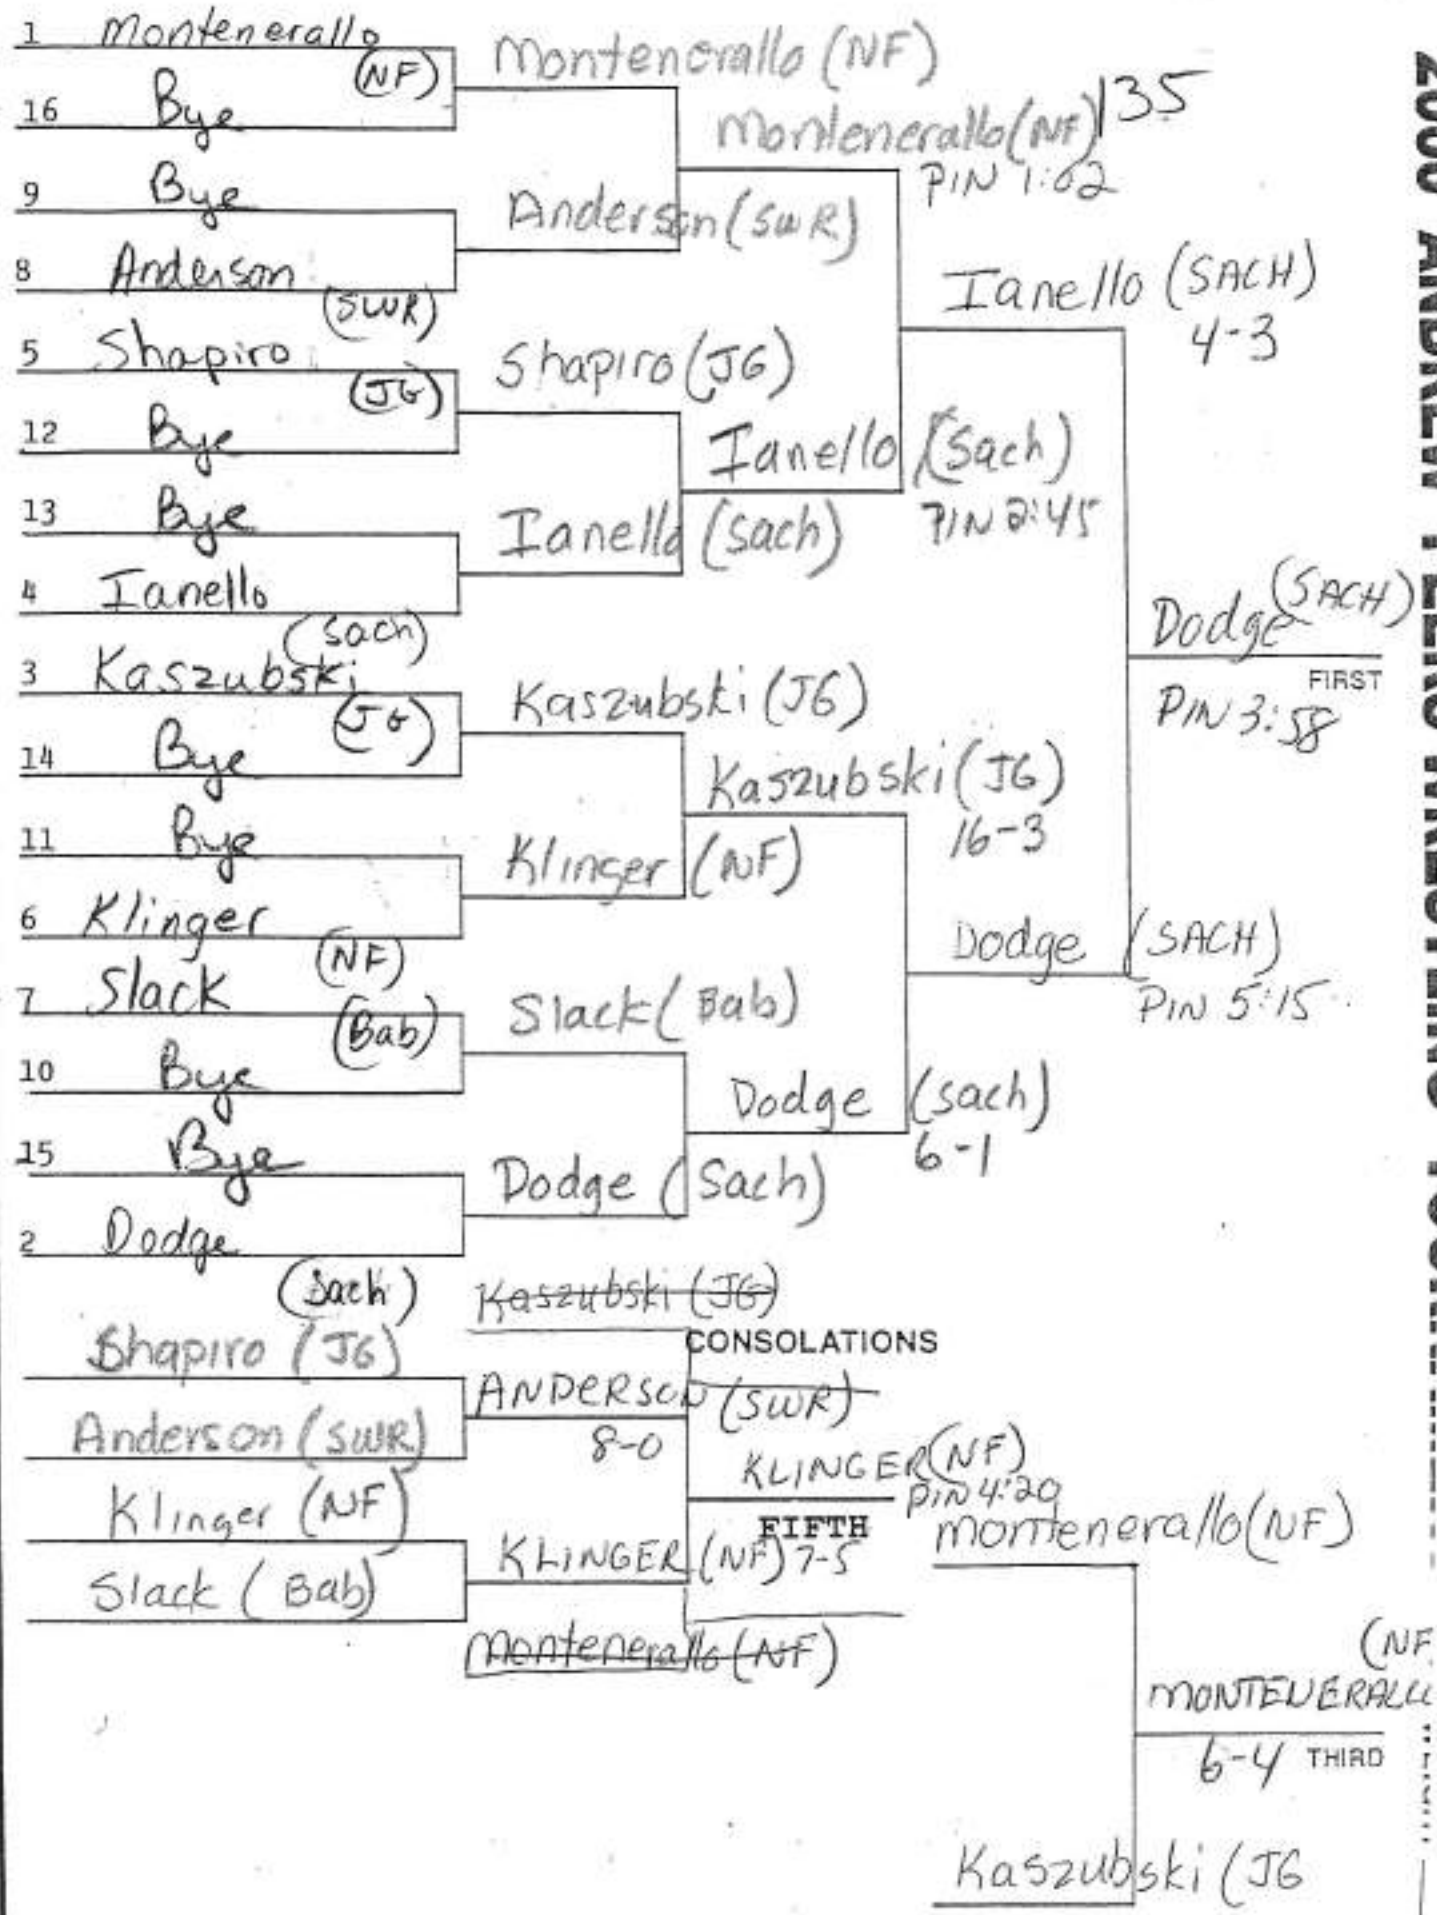 1 Montenerallo
(NF)
16 Bye
9 Bye
8 Anderson
(SWR)
5 Shapiro
(JG)
12 Bye
13 Bye
4 Ianello
(Sach)
3 Kaszubski
(JG)
14 Bye
11 Bye
6 Klinger
(NF)
7 Slack
(Bab)
10 Bye
15 Bye
2 Dodge
(Sach)
Montenerallo (NF)
Anderson (SWR)
Shapiro (JG)
Ianello (Sach)
Kaszubski (JG)
Klinger (NF)
Slack (Bab)
Dodge (Sach)
135
Montenerallo (NF)
PIN 1:02
Ianello (Sach)
PIN 2:45
Kaszubski (JG)
16-3
Dodge (Sach)
6-1
Ianello (SACH)
4-3
Dodge (SACH)
PIN 5:15
Dodge (SACH)
FIRST
PIN 3:58
Kaszubski (JG)
CONSOLATIONS
Shapiro (JG)
Anderson (SWR)
Klinger (NF)
Slack (Bab)
ANDERSON (SWR)
8-0
KLINGER (NF) 7-5
Montenerallo (NF)
KLINGER (NF)
PIN 4:20
FIFTH
Montenerallo (NF)
Kaszubski (JG
(NF
MONTENERALL
6-4 THIRD
2000 ANDREW